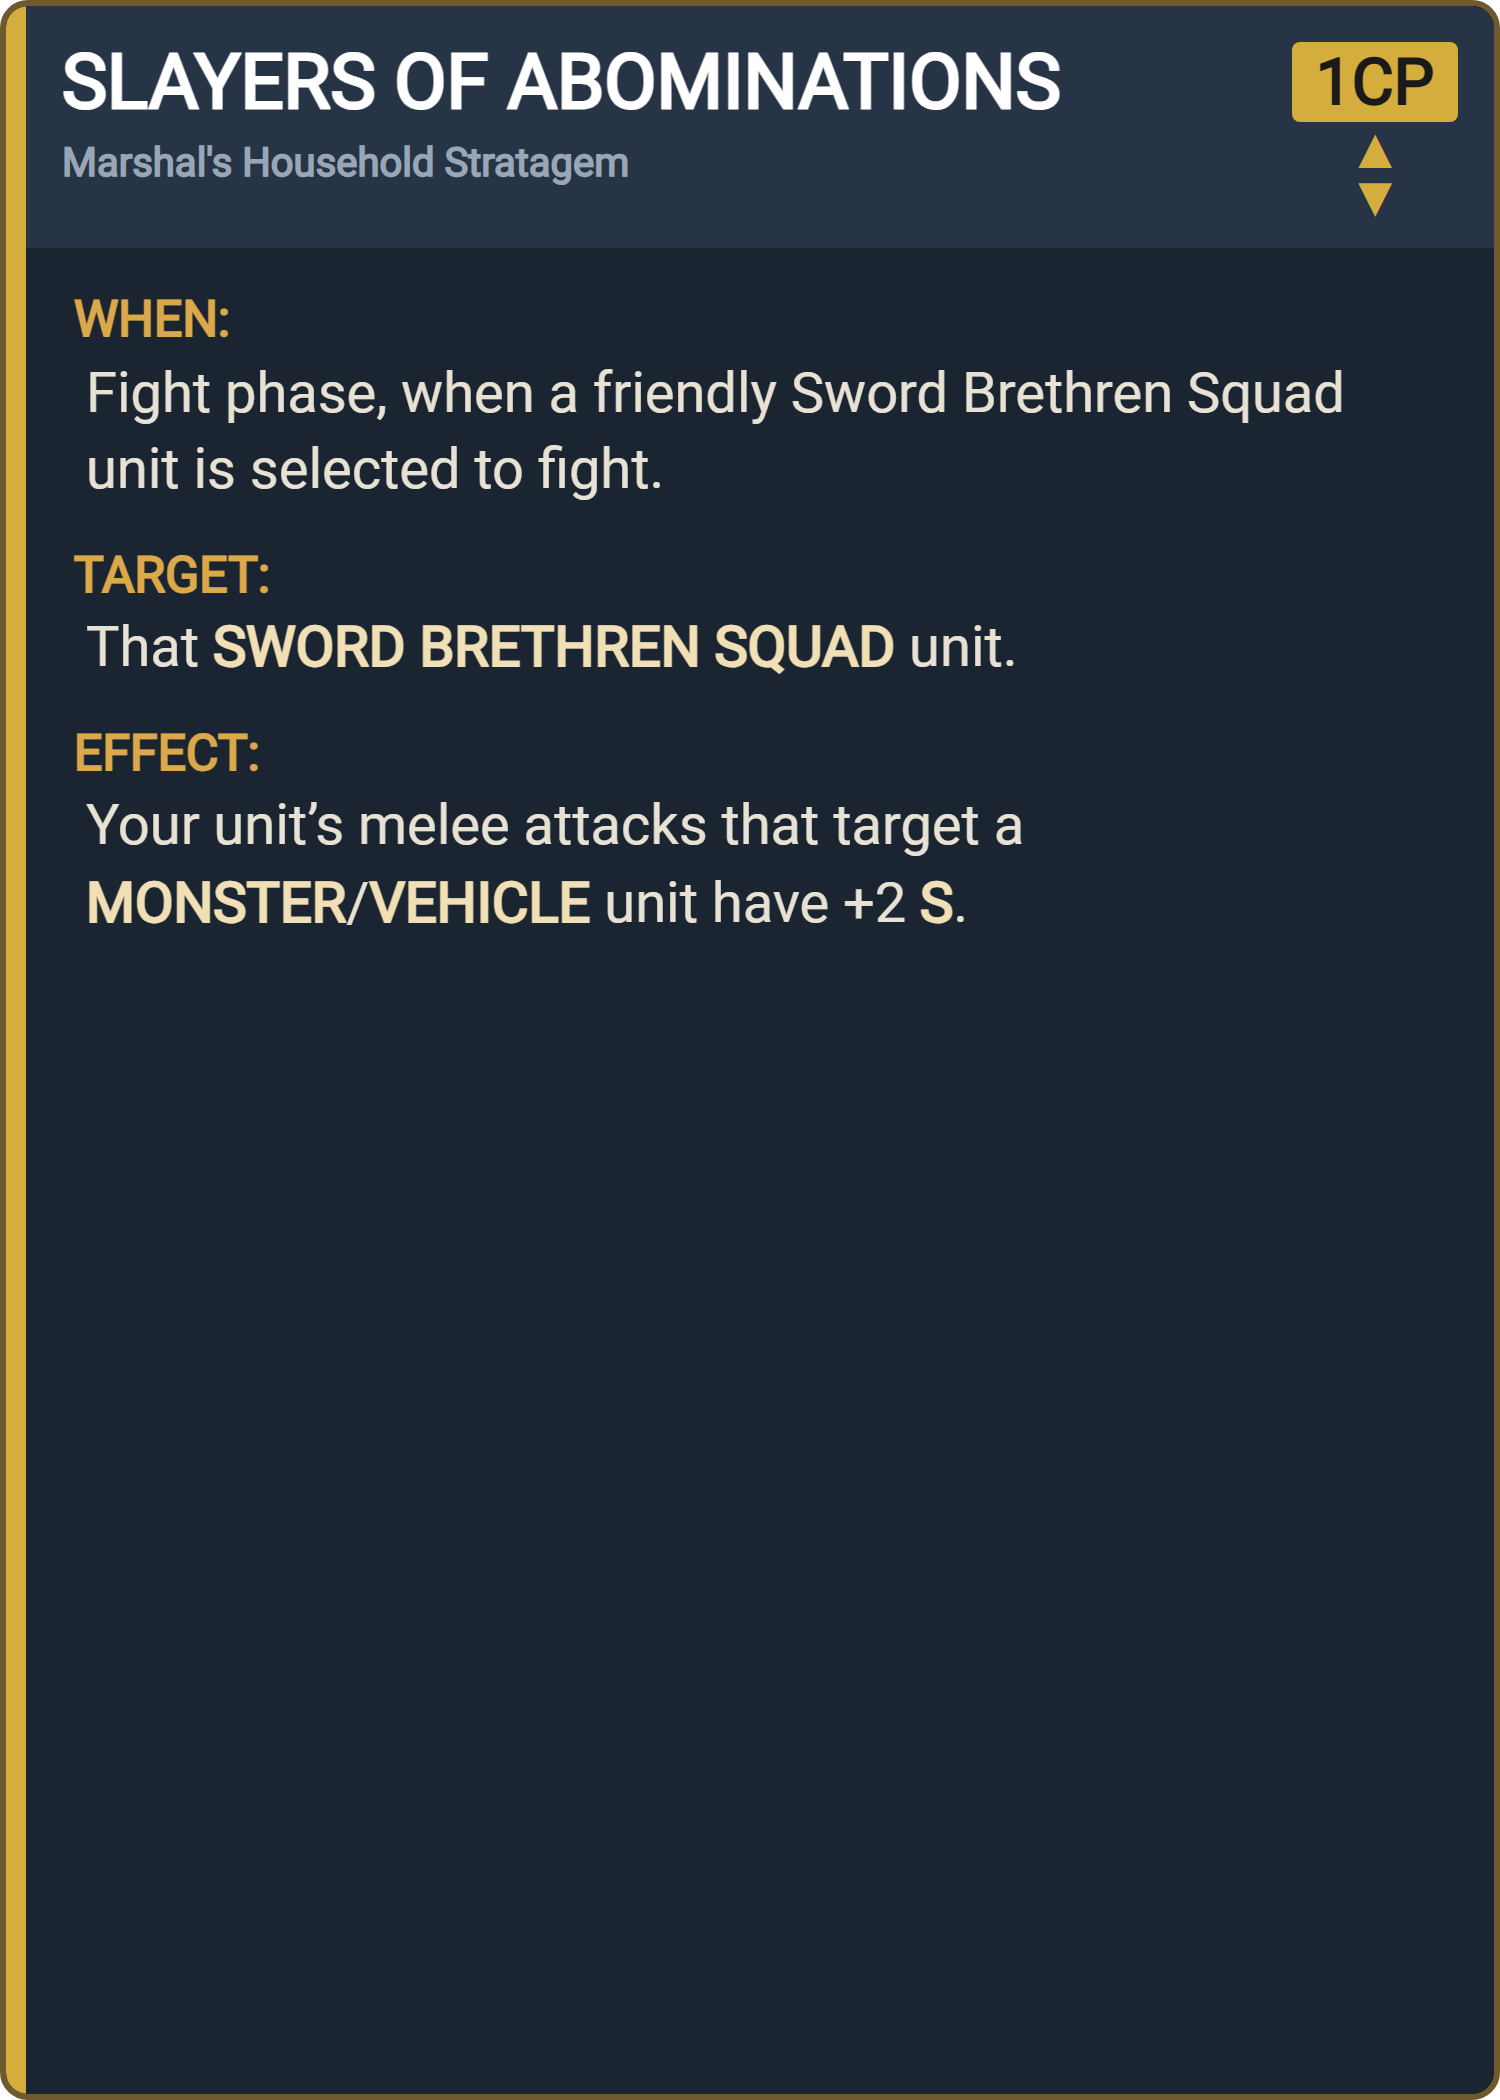 SLAYERS OF ABOMINATIONS
1CP
Marshal's Household Stratagem
▲
▼
WHEN:
Fight phase, when a friendly Sword Brethren Squad
unit is selected to fight.
TARGET:
That SWORD BRETHREN SQUAD unit.
EFFECT:
Your unit’s melee attacks that target a
MONSTER/VEHICLE unit have +2 S.